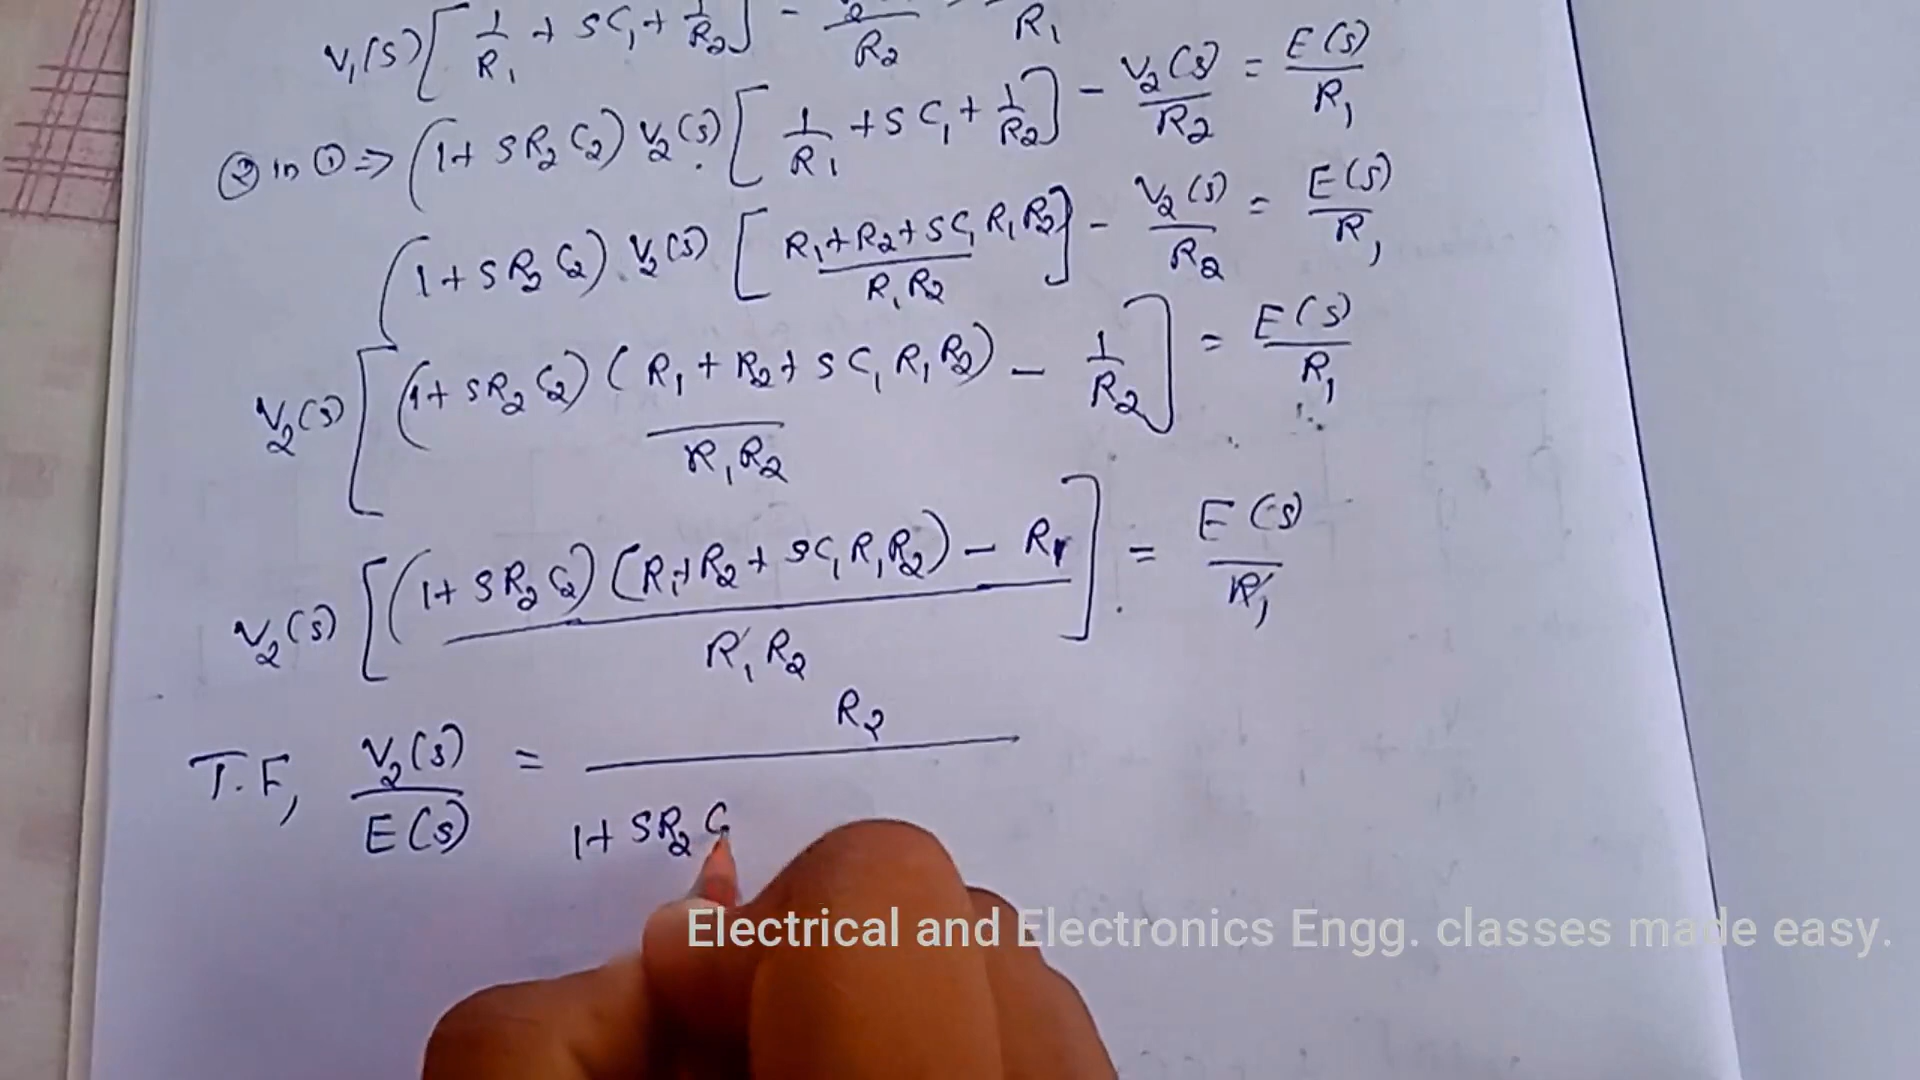 V₁(s)[1/R₁ + sC₁ + 1/R₂] - /R₂ R₁
② in ① ⇒ (1+ sR₂C₂) V₂(s) [1/R₁ + sC₁ + 1/R₂] - V₂(s)/R₂ = E(s)/R₁
(1+ sR₂C₂). V₂(s) [(R₁+R₂+sC₁R₁R₂)/R₁R₂] - V₂(s)/R₂ = E(s)/R₁
V₂(s) [(1+ sR₂C₂) (R₁+R₂+ sC₁R₁R₂)/R₁R₂ - 1/R₂] = E(s)/R₁
V₂(s) [((1+ sR₂C₂) (R₁+R₂+ sC₁R₁R₂) - R₁)/R₁R₂] = E(s)/R₁
T.F, V₂(s)/E(s) = R₂/1+ sR₂C
Electrical and Electronics Engg. classes made easy.